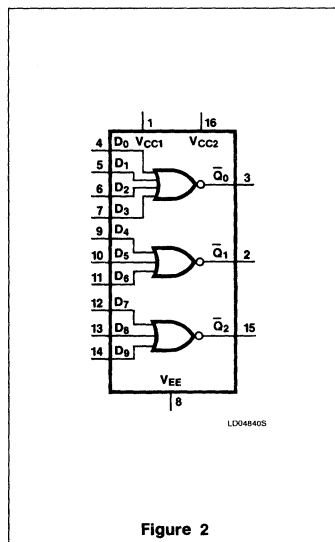 1 16
4 D0 VCC1 VCC2
5 D1
6 D2 Q̅0 3
7 D3
9 D4
10 D5 Q̅1 2
11 D6
12 D7
13 D8 Q̅2 15
14 D9
VEE
8
LD04840S
Figure 2